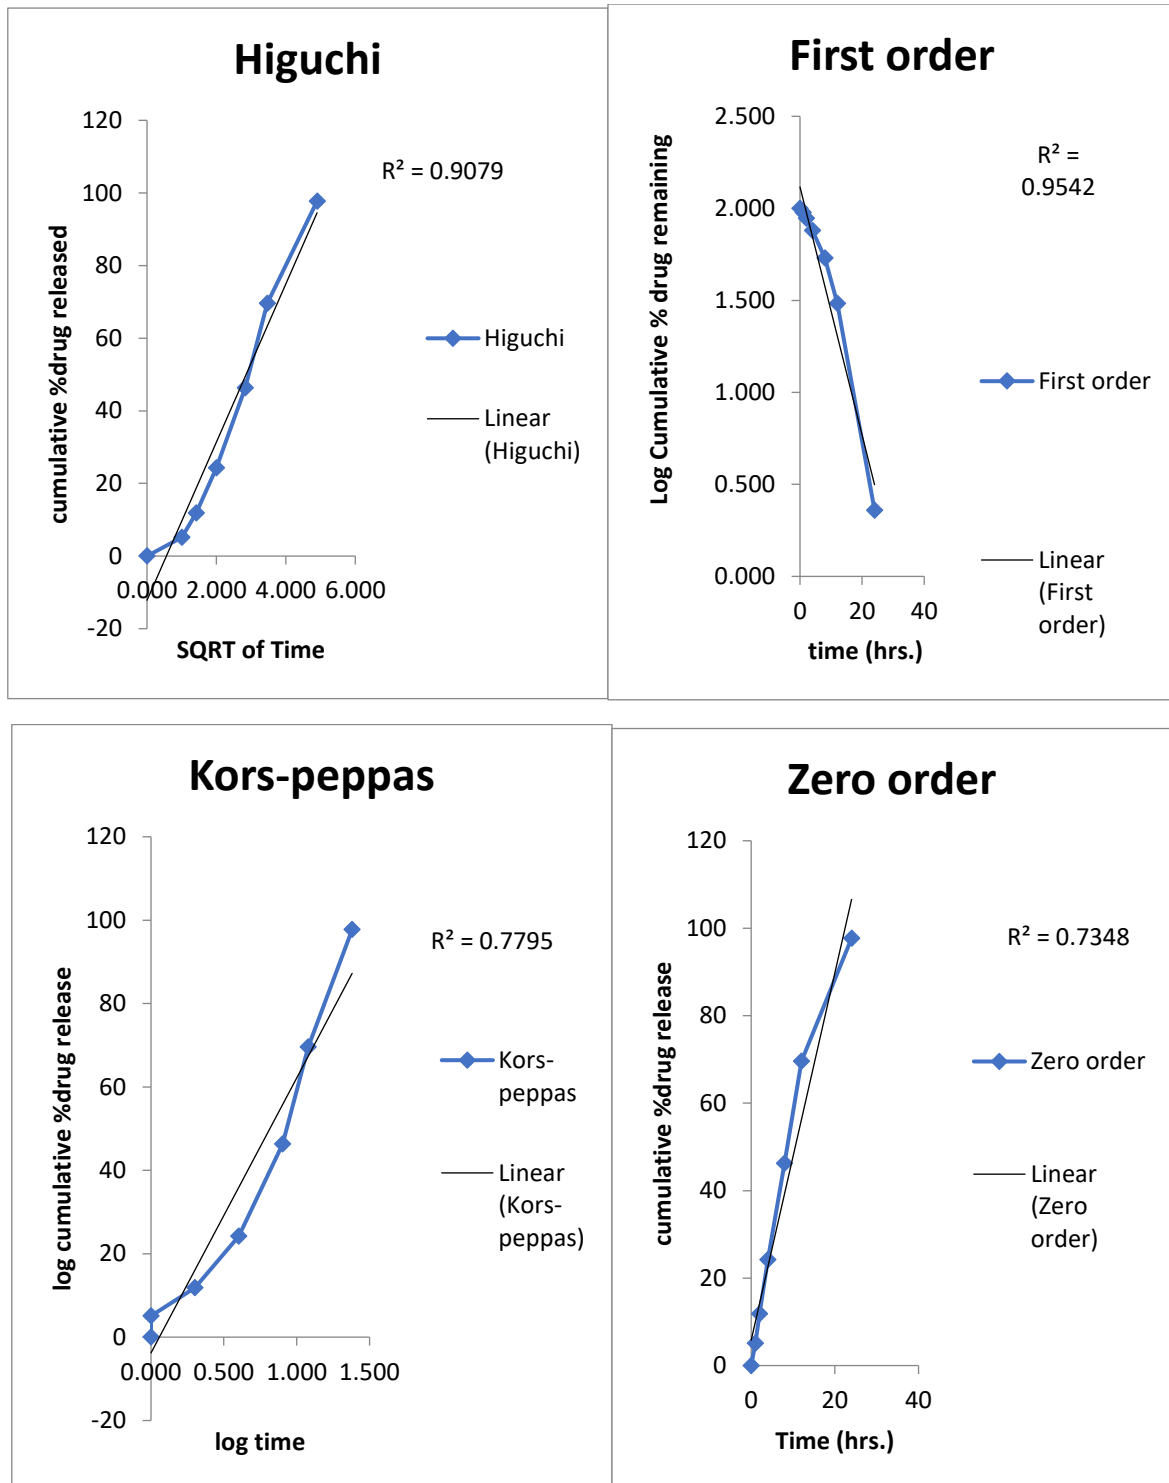 Higuchi
120
100
80
60
40
20
0
-20
0.000 2.000 4.000 6.000
cumulative %drug released
SQRT of Time
R² = 0.9079
Higuchi
Linear
(Higuchi)
First order
2.500
2.000
1.500
1.000
0.500
0.000
0 20 40
Log Cumulative % drug remaining
time (hrs.)
R² =
0.9542
First order
Linear
(First
order)
Kors-peppas
120
100
80
60
40
20
0
-20
0.000 0.500 1.000 1.500
log cumulative %drug release
log time
R² = 0.7795
Kors-
peppas
Linear
(Kors-
peppas)
Zero order
120
100
80
60
40
20
0
0 20 40
cumulative %drug release
Time (hrs.)
R² = 0.7348
Zero order
Linear
(Zero
order)